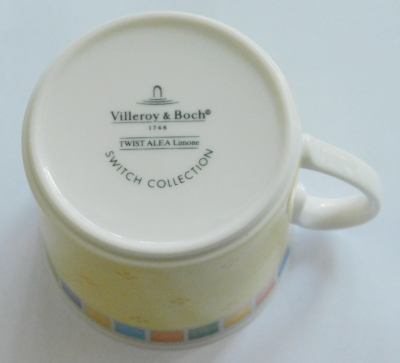 Villeroy & Boch®
1748
TWIST ALEA Limone
SWITCH COLLECTION